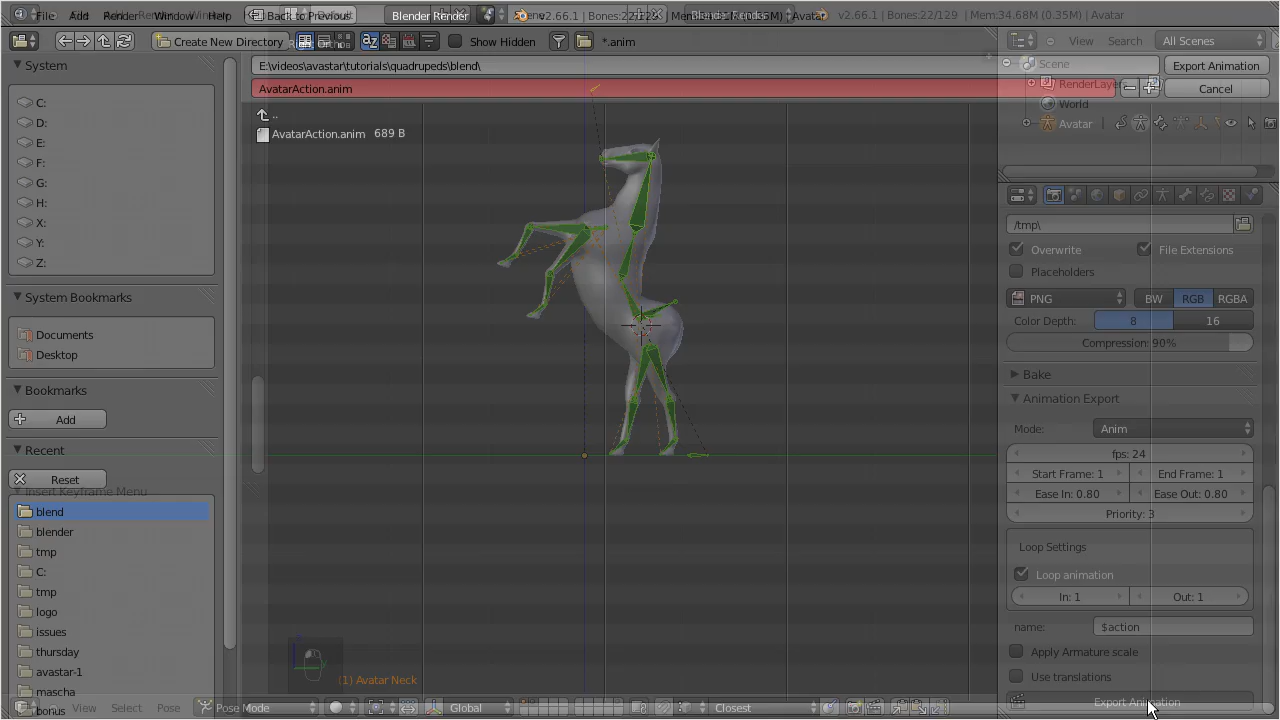 File Add Render Window Help Back to Previous Blender Render v2.66.1 | Bones:22/129 | Mem:34.68M (0.35M) | Avatar
Create New Directory Show Hidden *.anim View Search All Scenes
System
C:
D:
E:
F:
G:
H:
X:
Y:
Z:
System Bookmarks
Documents
Desktop
Bookmarks
Add
Recent
Reset
Insert Keyframe Menu
blend
blender
tmp
C:
tmp
logo
issues
thursday
avastar-1
mascha
bonus
E:\videos\avastar\tutorials\quadrupeds\blend\
AvatarAction.anim
..
AvatarAction.anim 689 B
(1) Avatar Neck
View Select Pose Pose Mode Global Closest
Scene
Export Animation
RenderLayers
Cancel
World
Avatar
/tmp\
Overwrite File Extensions
Placeholders
PNG BW RGB RGBA
Color Depth: 8 16
Compression: 90%
Bake
Animation Export
Mode: Anim
fps: 24
Start Frame: 1 End Frame: 1
Ease In: 0.80 Ease Out: 0.80
Priority: 3
Loop Settings
Loop animation
In: 1 Out: 1
name: $action
Apply Armature scale
Use translations
Export Animation